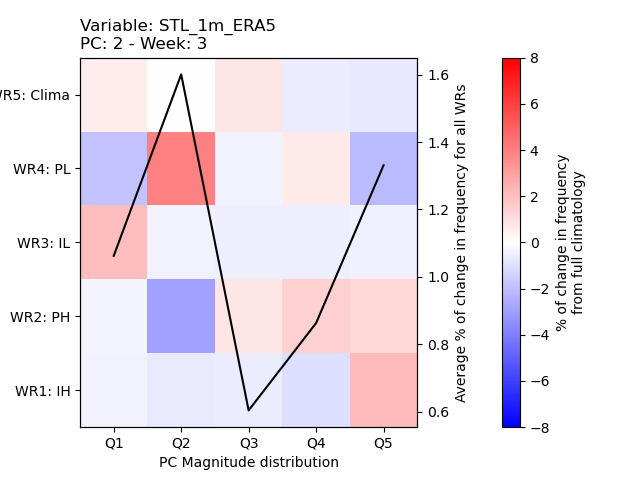 Variable: STL_1m_ERA5
PC: 2 - Week: 3
WR5: Clima
WR4: PL
WR3: IL
WR2: PH
WR1: IH
Q1 Q2 Q3 Q4 Q5
PC Magnitude distribution
1.6
1.4
1.2
1.0
0.8
0.6
Average % of change in frequency for all WRs
8
6
4
2
0
−2
−4
−6
−8
% of change in frequency
from full climatology